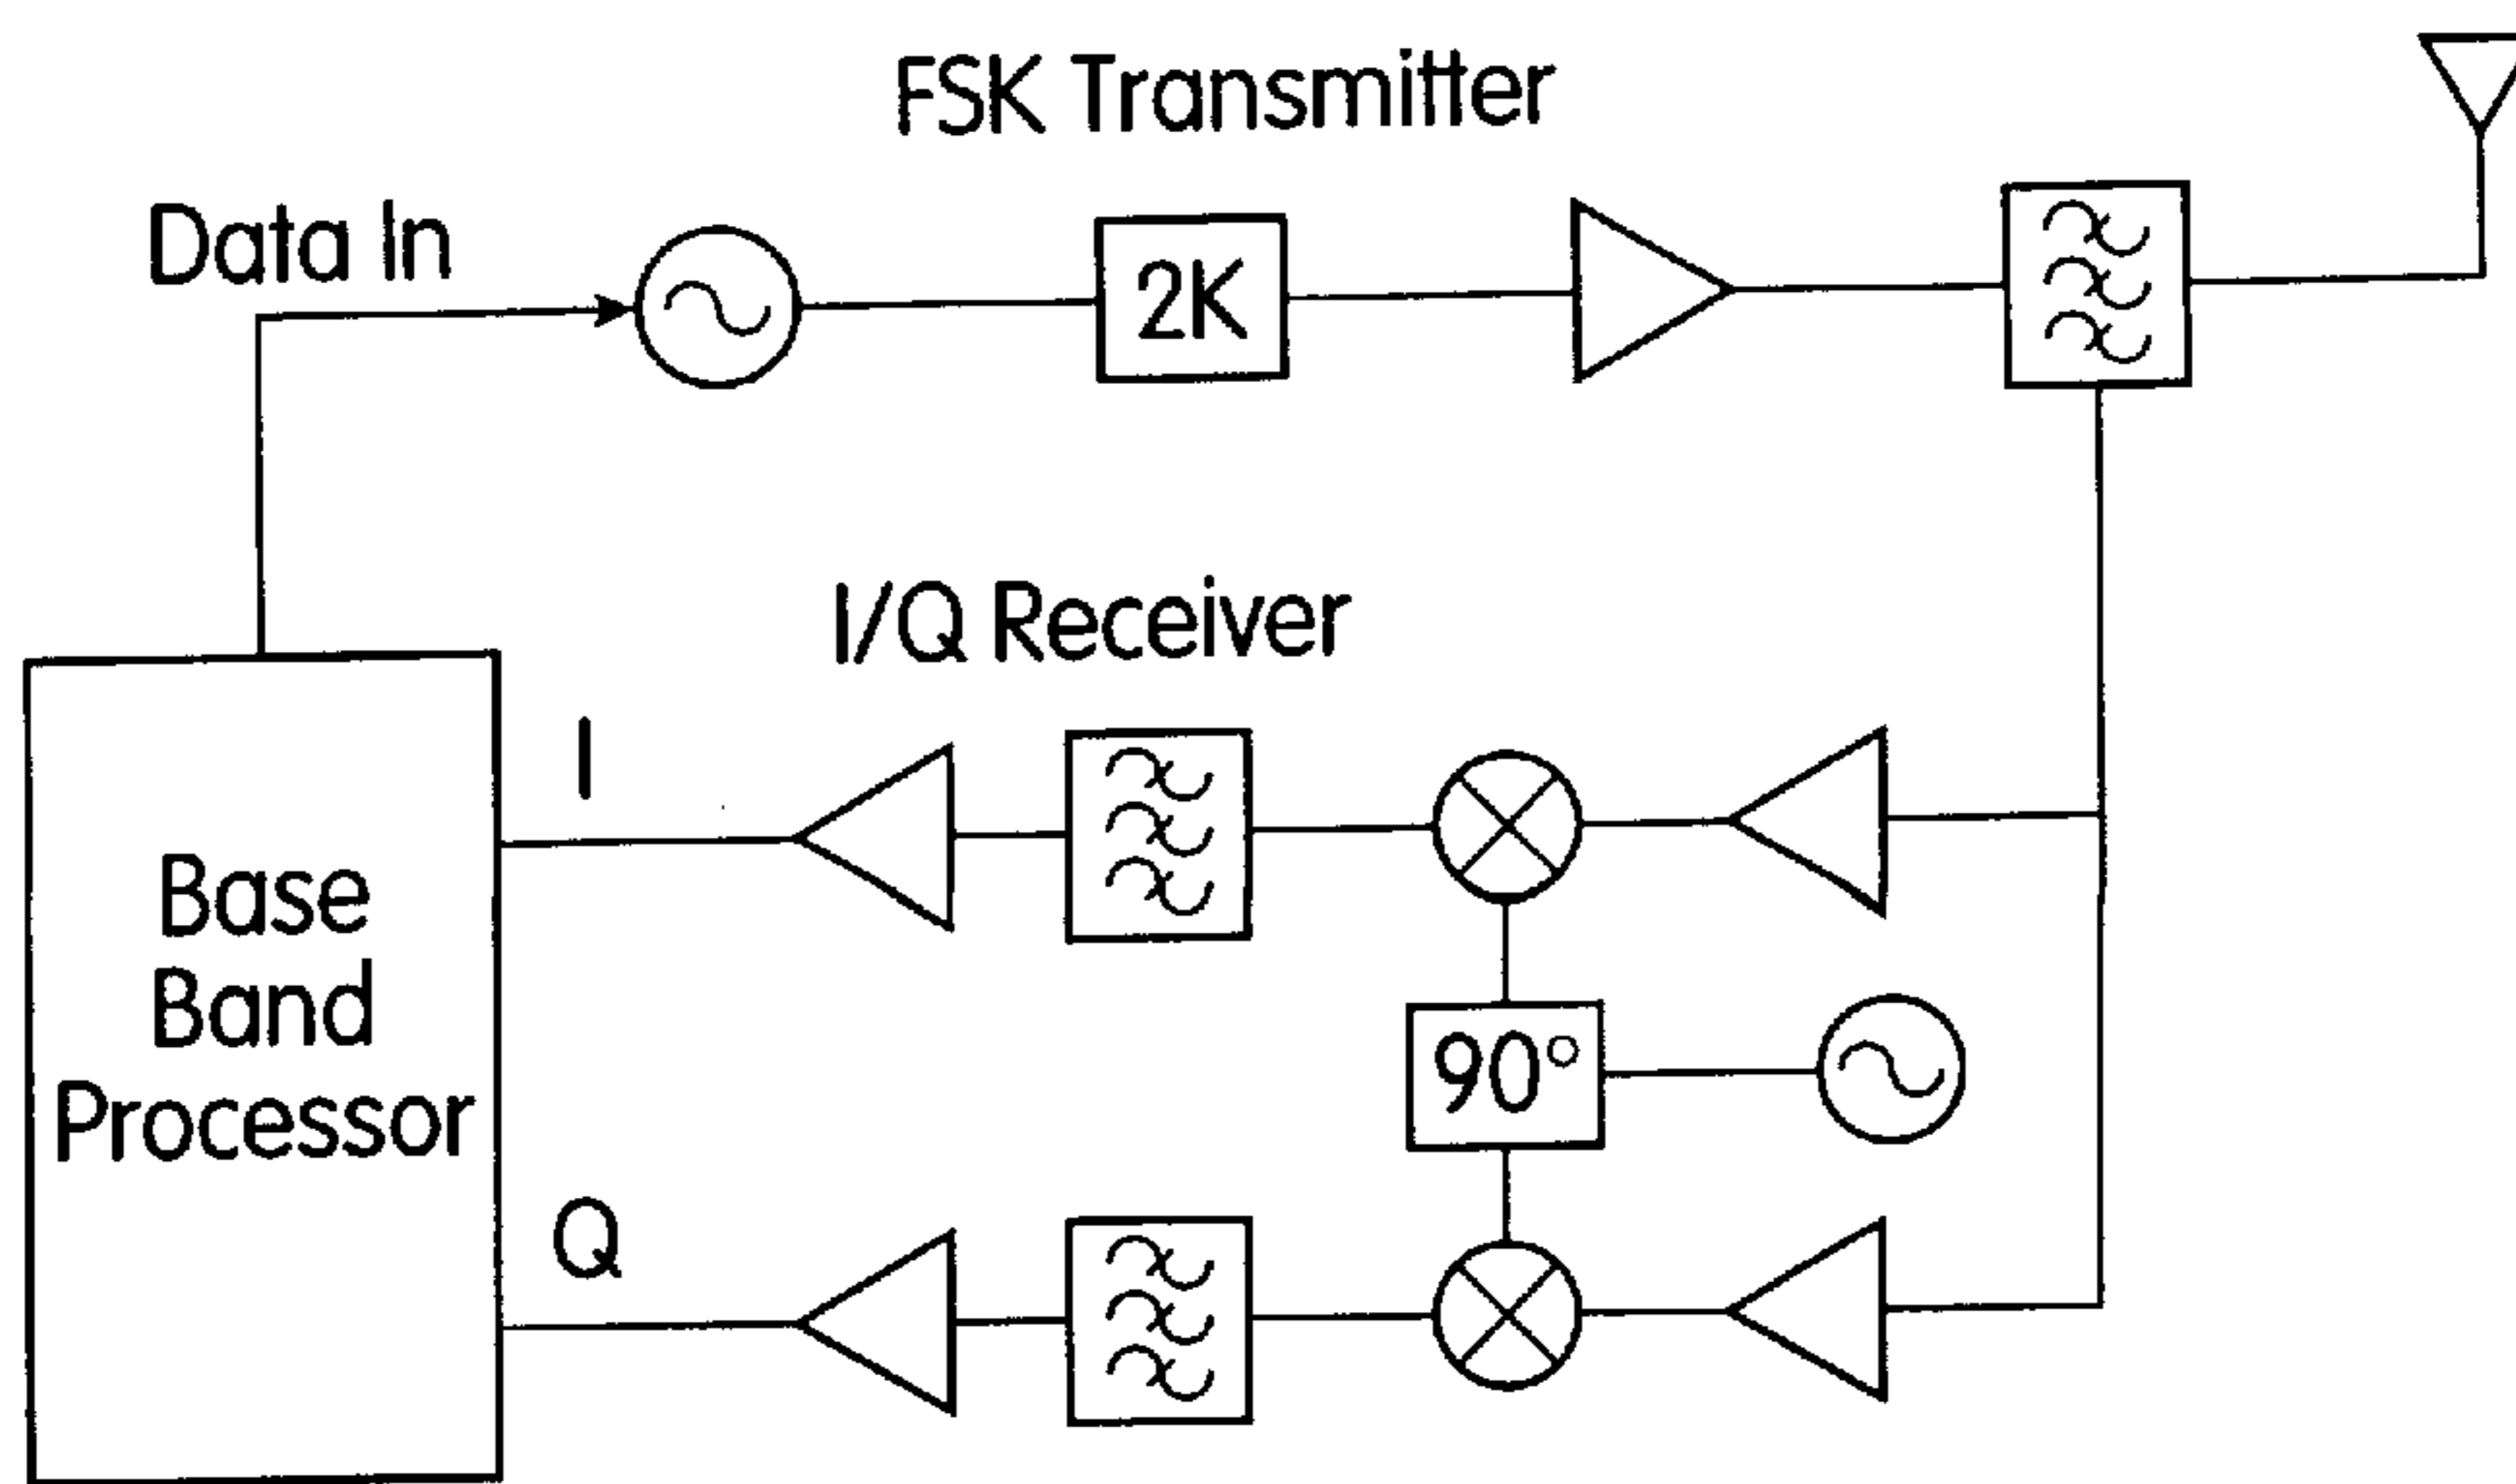 FSK Transmitter
Data In
2K
I/Q Receiver
I
Base
Band
Processor
90°
Q